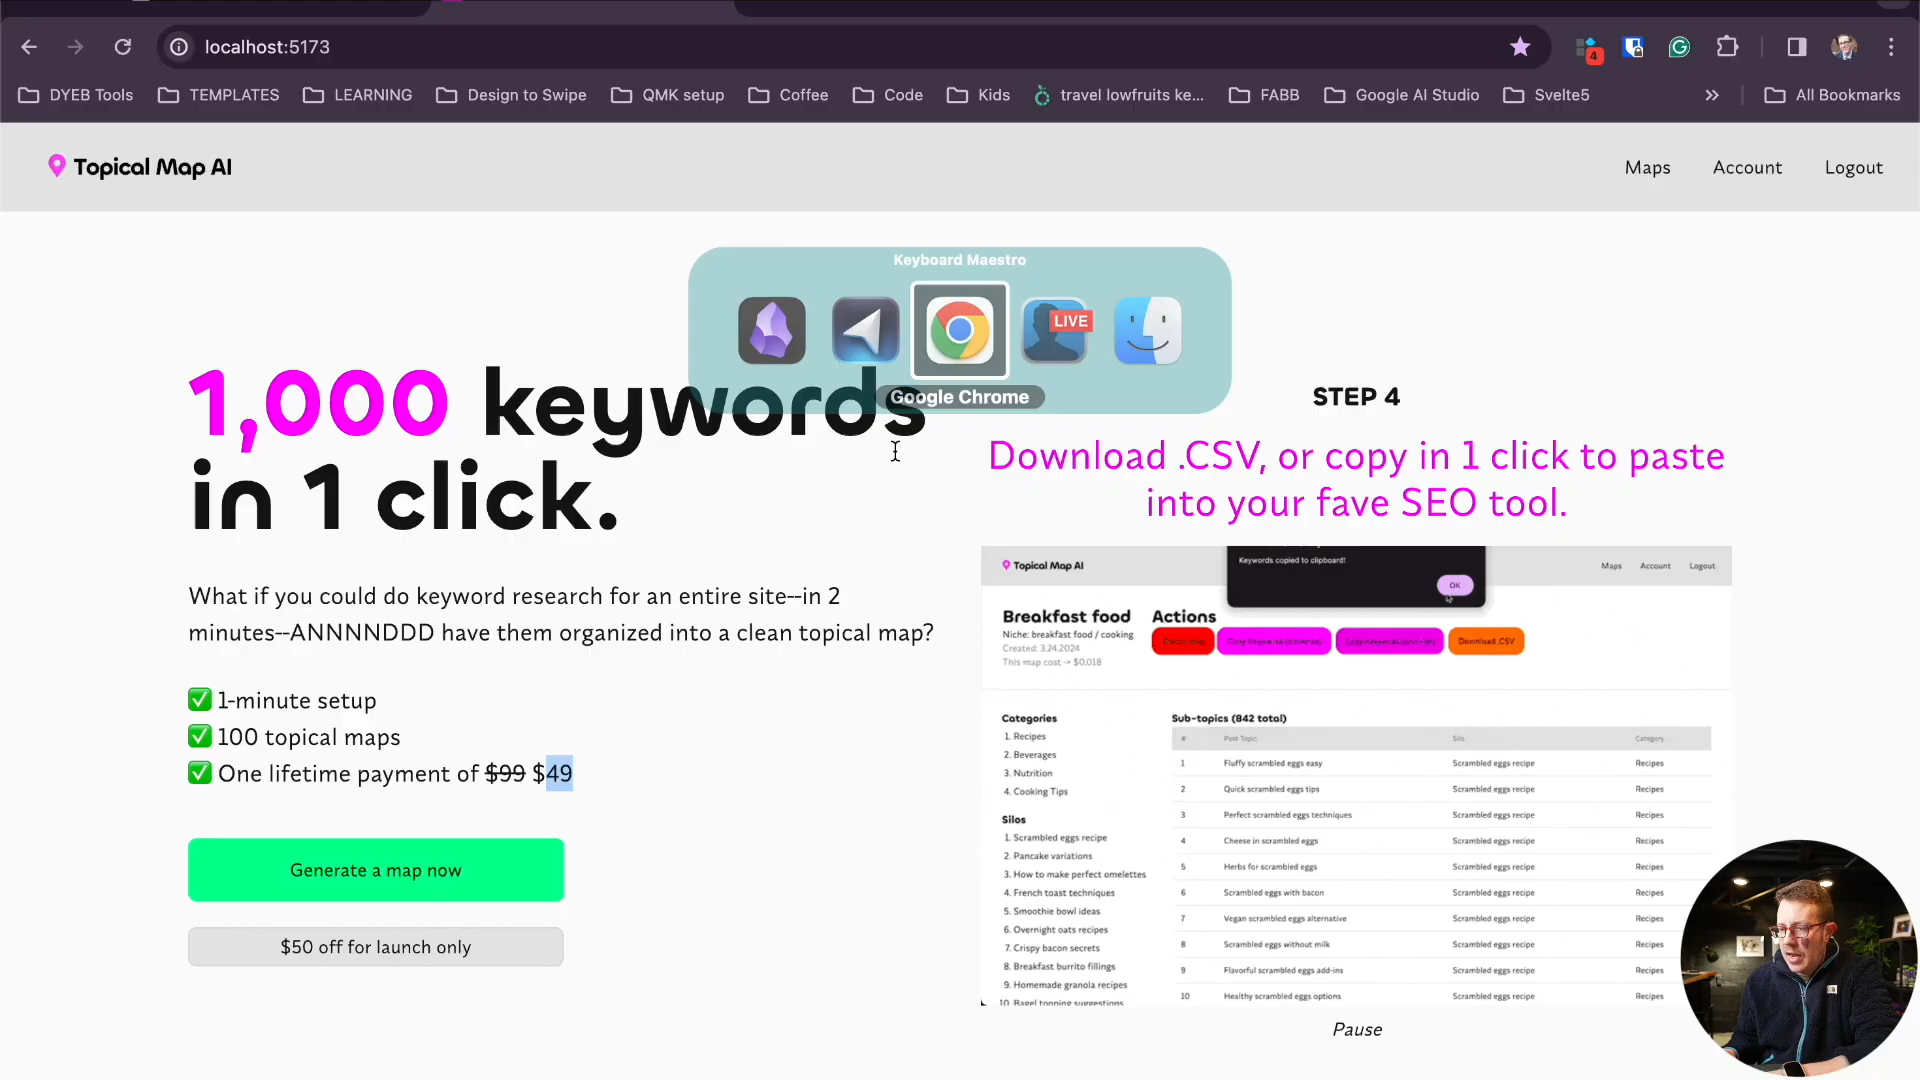 localhost:5173
4
DYEB Tools
TEMPLATES
LEARNING
Design to Swipe
QMK setup
Coffee
Code
Kids
travel lowfruits ke...
FABB
Google AI Studio
Svelte5
All Bookmarks
Topical Map AI
Maps
Account
Logout
Keyboard Maestro
LIVE
Google Chrome
1,000 keywords
in 1 click.
What if you could do keyword research for an entire site--in 2
minutes--ANNNNDDD have them organized into a clean topical map?
✅ 1-minute setup
✅ 100 topical maps
✅ One lifetime payment of $99 $49
Generate a map now
$50 off for launch only
STEP 4
Download .CSV, or copy in 1 click to paste
into your fave SEO tool.
Topical Map AI
Keywords copied to clipboard!
OK
Maps
Account
Logout
Breakfast food
Niche: breakfast food / cooking
Created: 3.24.2024
This map cost -> $0.018
Actions
Download .CSV
Categories
1. Recipes
2. Beverages
3. Nutrition
4. Cooking Tips
Silos
1. Scrambled eggs recipe
2. Pancake variations
3. How to make perfect omelettes
4. French toast techniques
5. Smoothie bowl ideas
6. Overnight oats recipes
7. Crispy bacon secrets
8. Breakfast burrito fillings
9. Homemade granola recipes
10. Bagel topping suggestions
Sub-topics (842 total)
# Post Topic Silo Category
1 Fluffy scrambled eggs easy Scrambled eggs recipe Recipes
2 Quick scrambled eggs tips Scrambled eggs recipe Recipes
3 Perfect scrambled eggs techniques Scrambled eggs recipe Recipes
4 Cheese in scrambled eggs Scrambled eggs recipe Recipes
5 Herbs for scrambled eggs Scrambled eggs recipe Recipes
6 Scrambled eggs with bacon Scrambled eggs recipe Recipes
7 Vegan scrambled eggs alternative Scrambled eggs recipe Recipes
8 Scrambled eggs without milk Scrambled eggs recipe Recipes
9 Flavorful scrambled eggs add-ins Scrambled eggs recipe Recipes
10 Healthy scrambled eggs options Scrambled eggs recipe Recipes
Pause